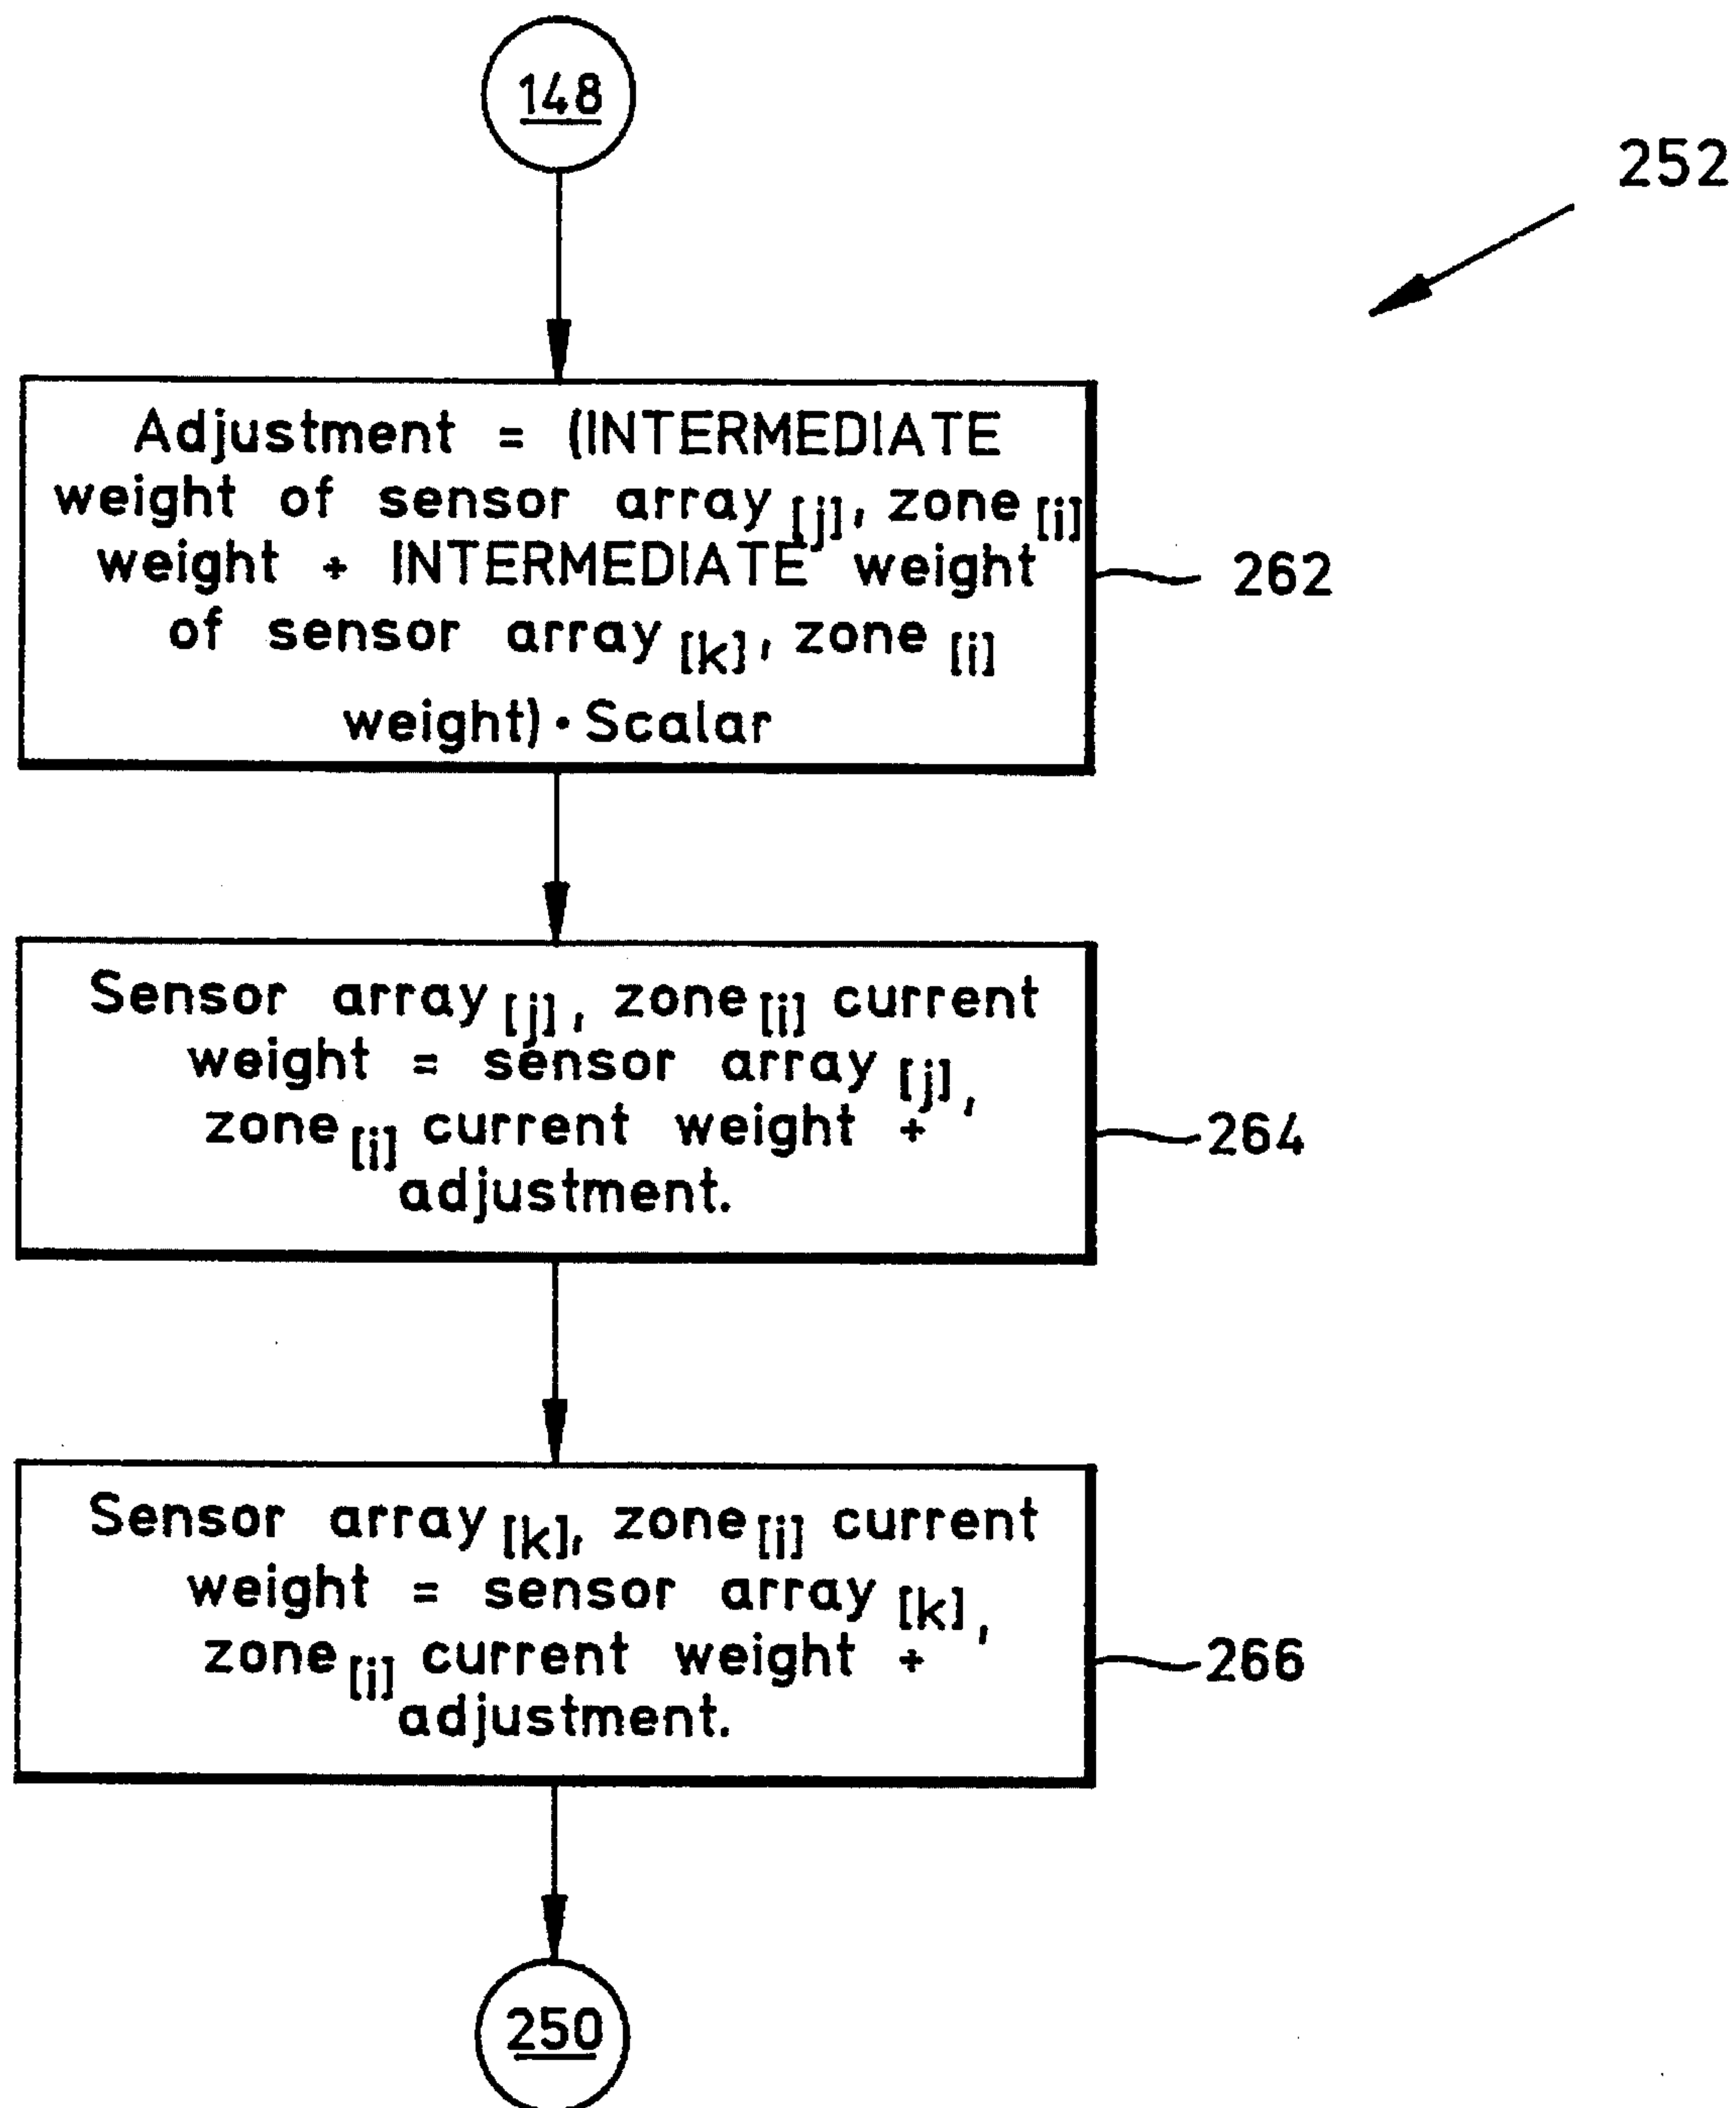 148
252
Adjustment = (INTERMEDIATE
weight of sensor array[j], zone[i]
weight + INTERMEDIATE weight
of sensor array[k], zone [i]
weight) · Scalar
262
Sensor array[j], zone[i] current
weight = sensor array [j],
zone[i] current weight +
adjustment.
264
Sensor array[k], zone[i] current
weight = sensor array [k],
zone[i] current weight +
adjustment.
266
250